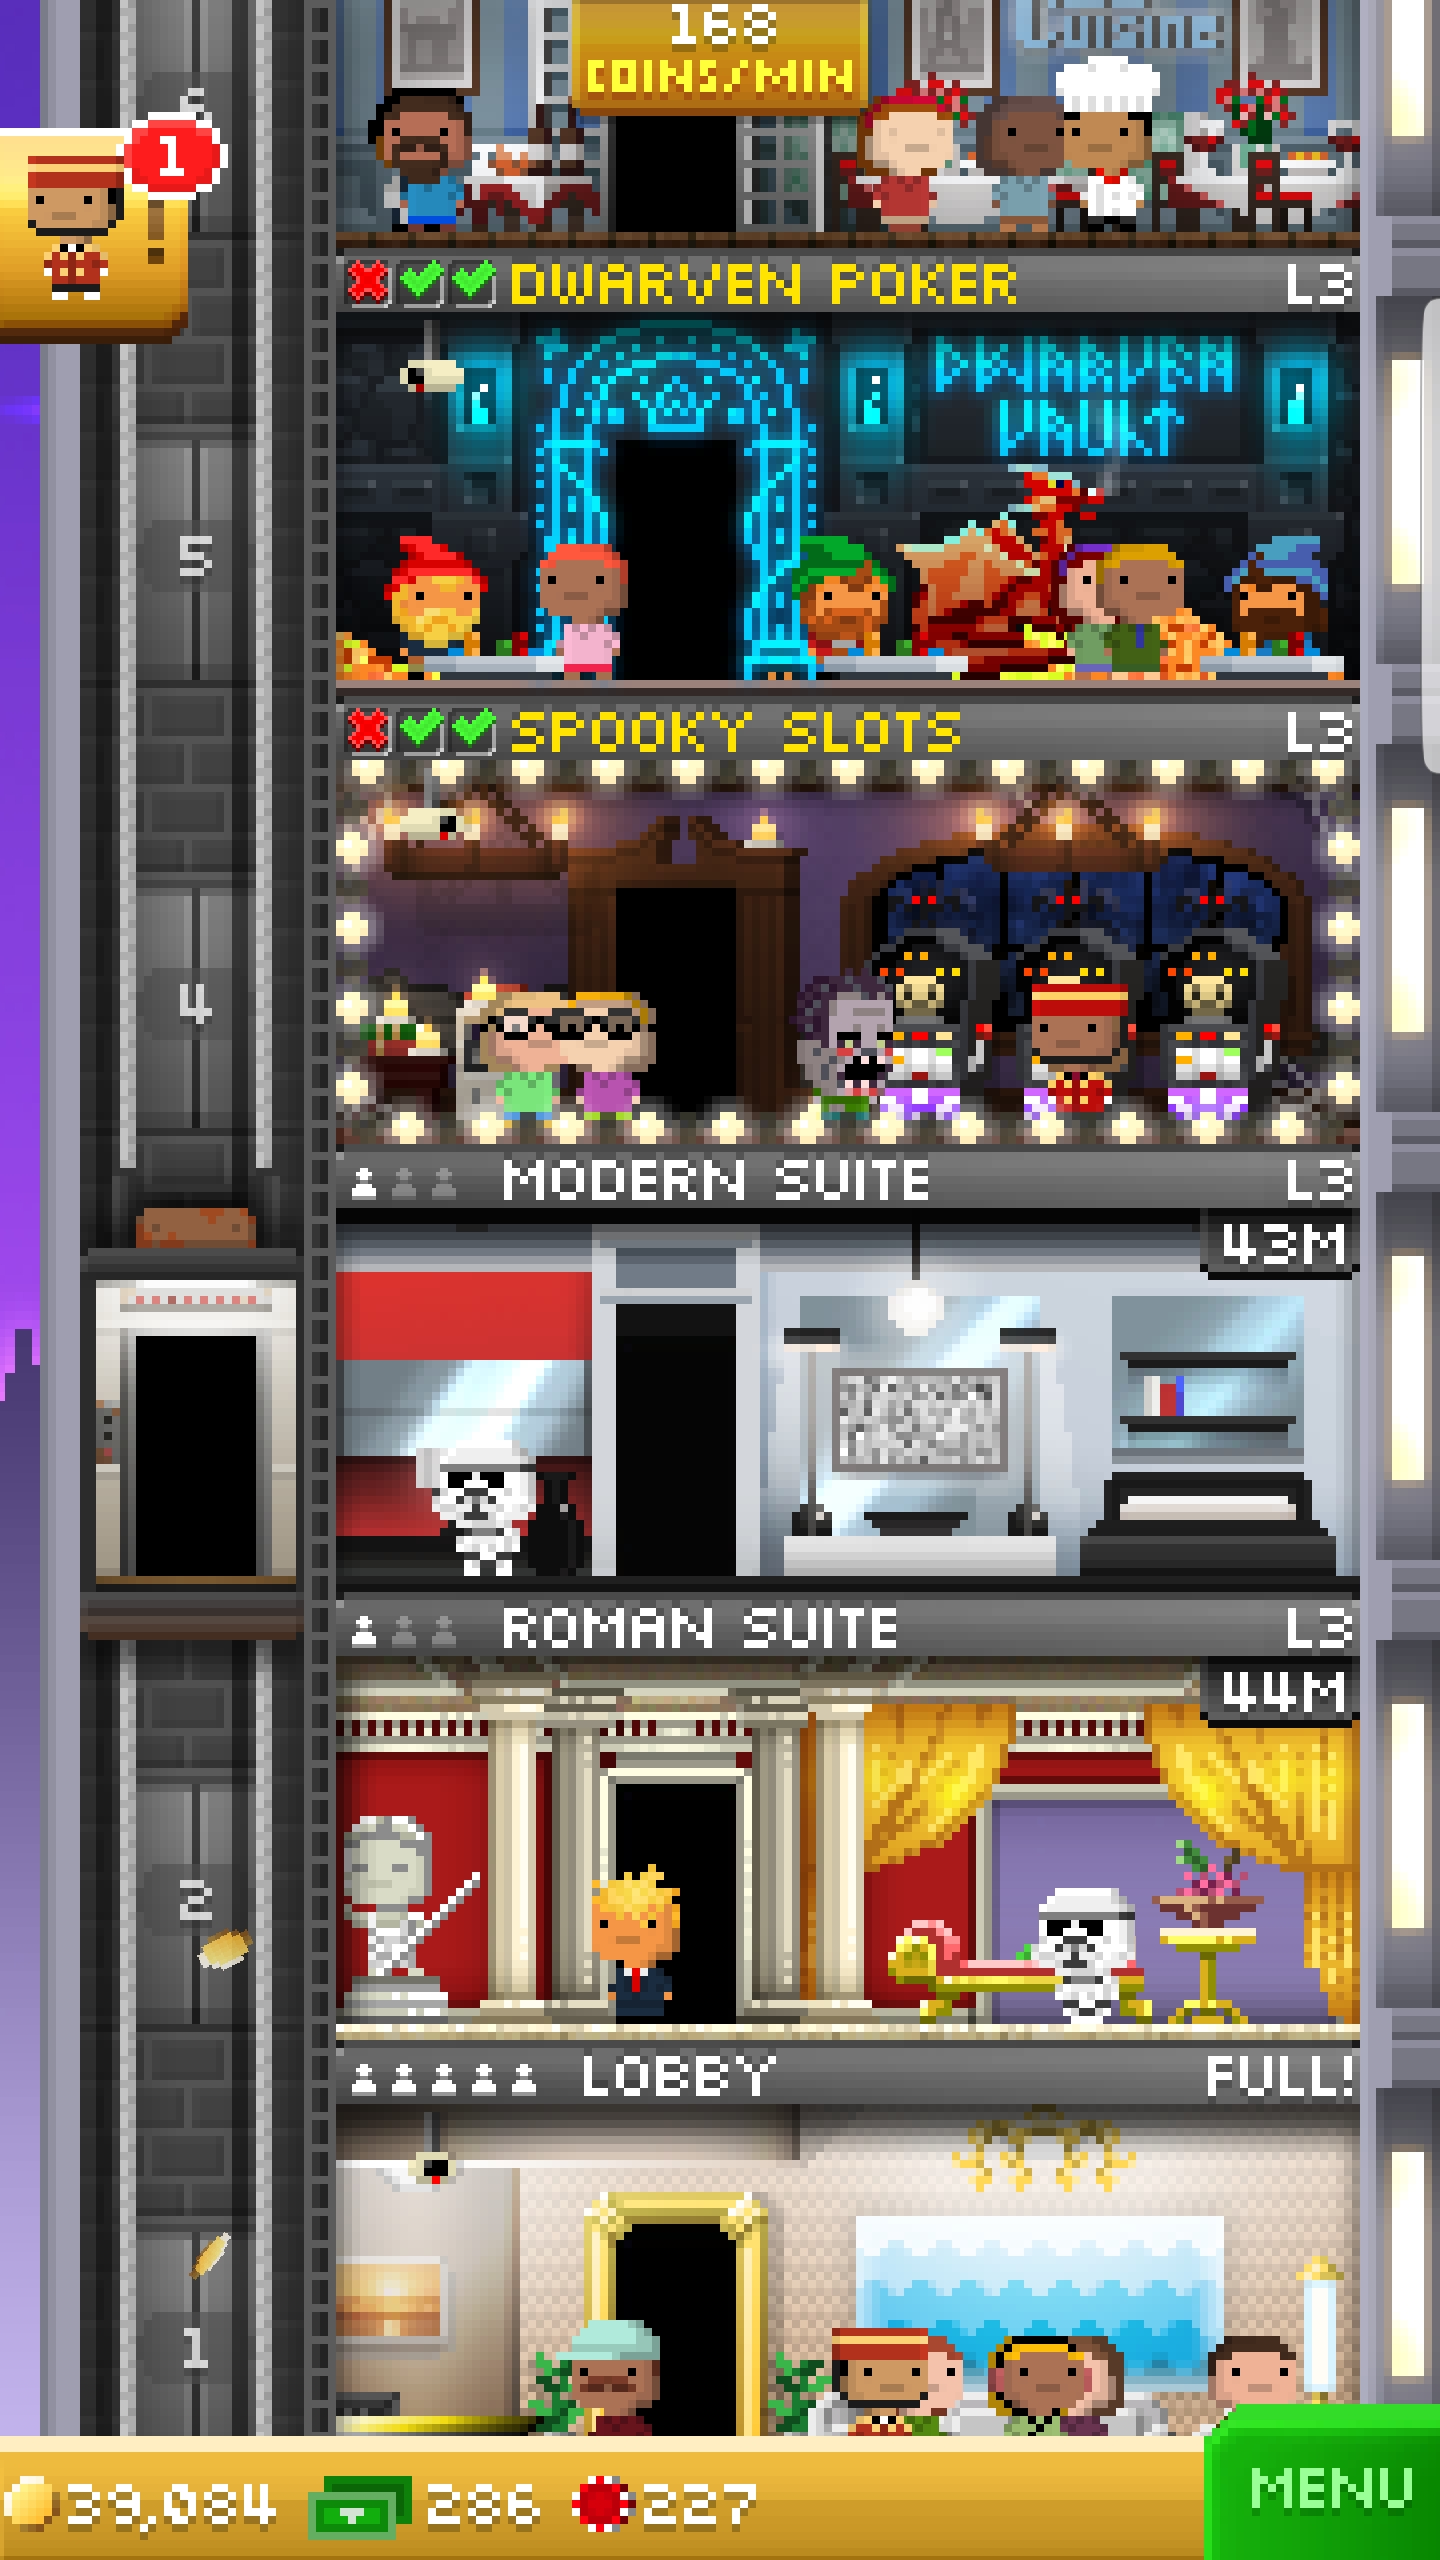 168
Cuisine
COINS/MIN
1
DWARVEN POKER L3
DWARVEN
VAULT
5
SPOOKY SLOTS L3
4
MODERN SUITE L3
43M
ROMAN SUITE L3
44M
2
LOBBY FULL!
1
39,084 286 227
MENU